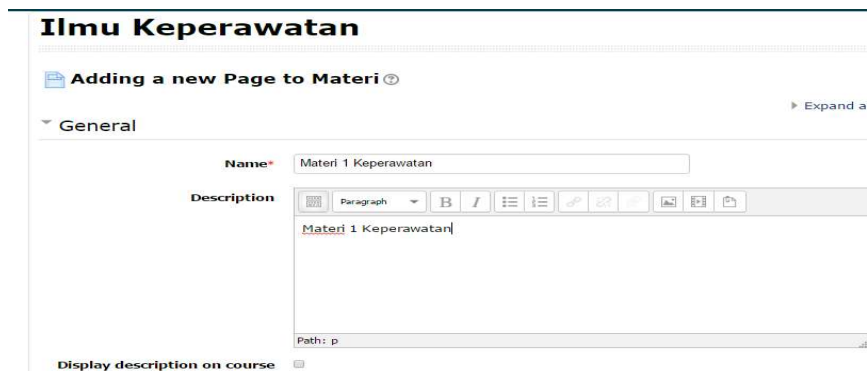 Ilmu Keperawatan
Adding a new Page to Materi
Expand a
General
Name*
Materi 1 Keperawatan
Description
Paragraph
B I
Materi 1 Keperawatan
Path: p
Display description on course